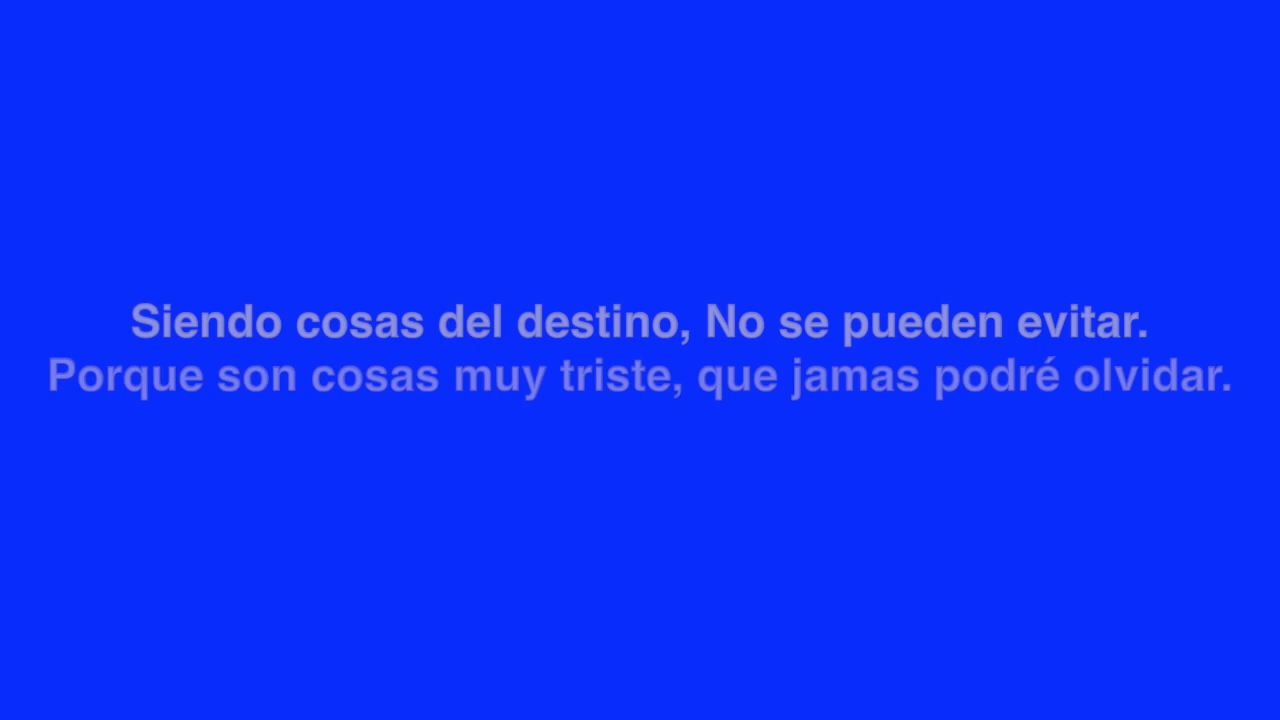 Siendo cosas del destino, No se pueden evitar.
Porque son cosas muy triste, que jamas podré olvidar.